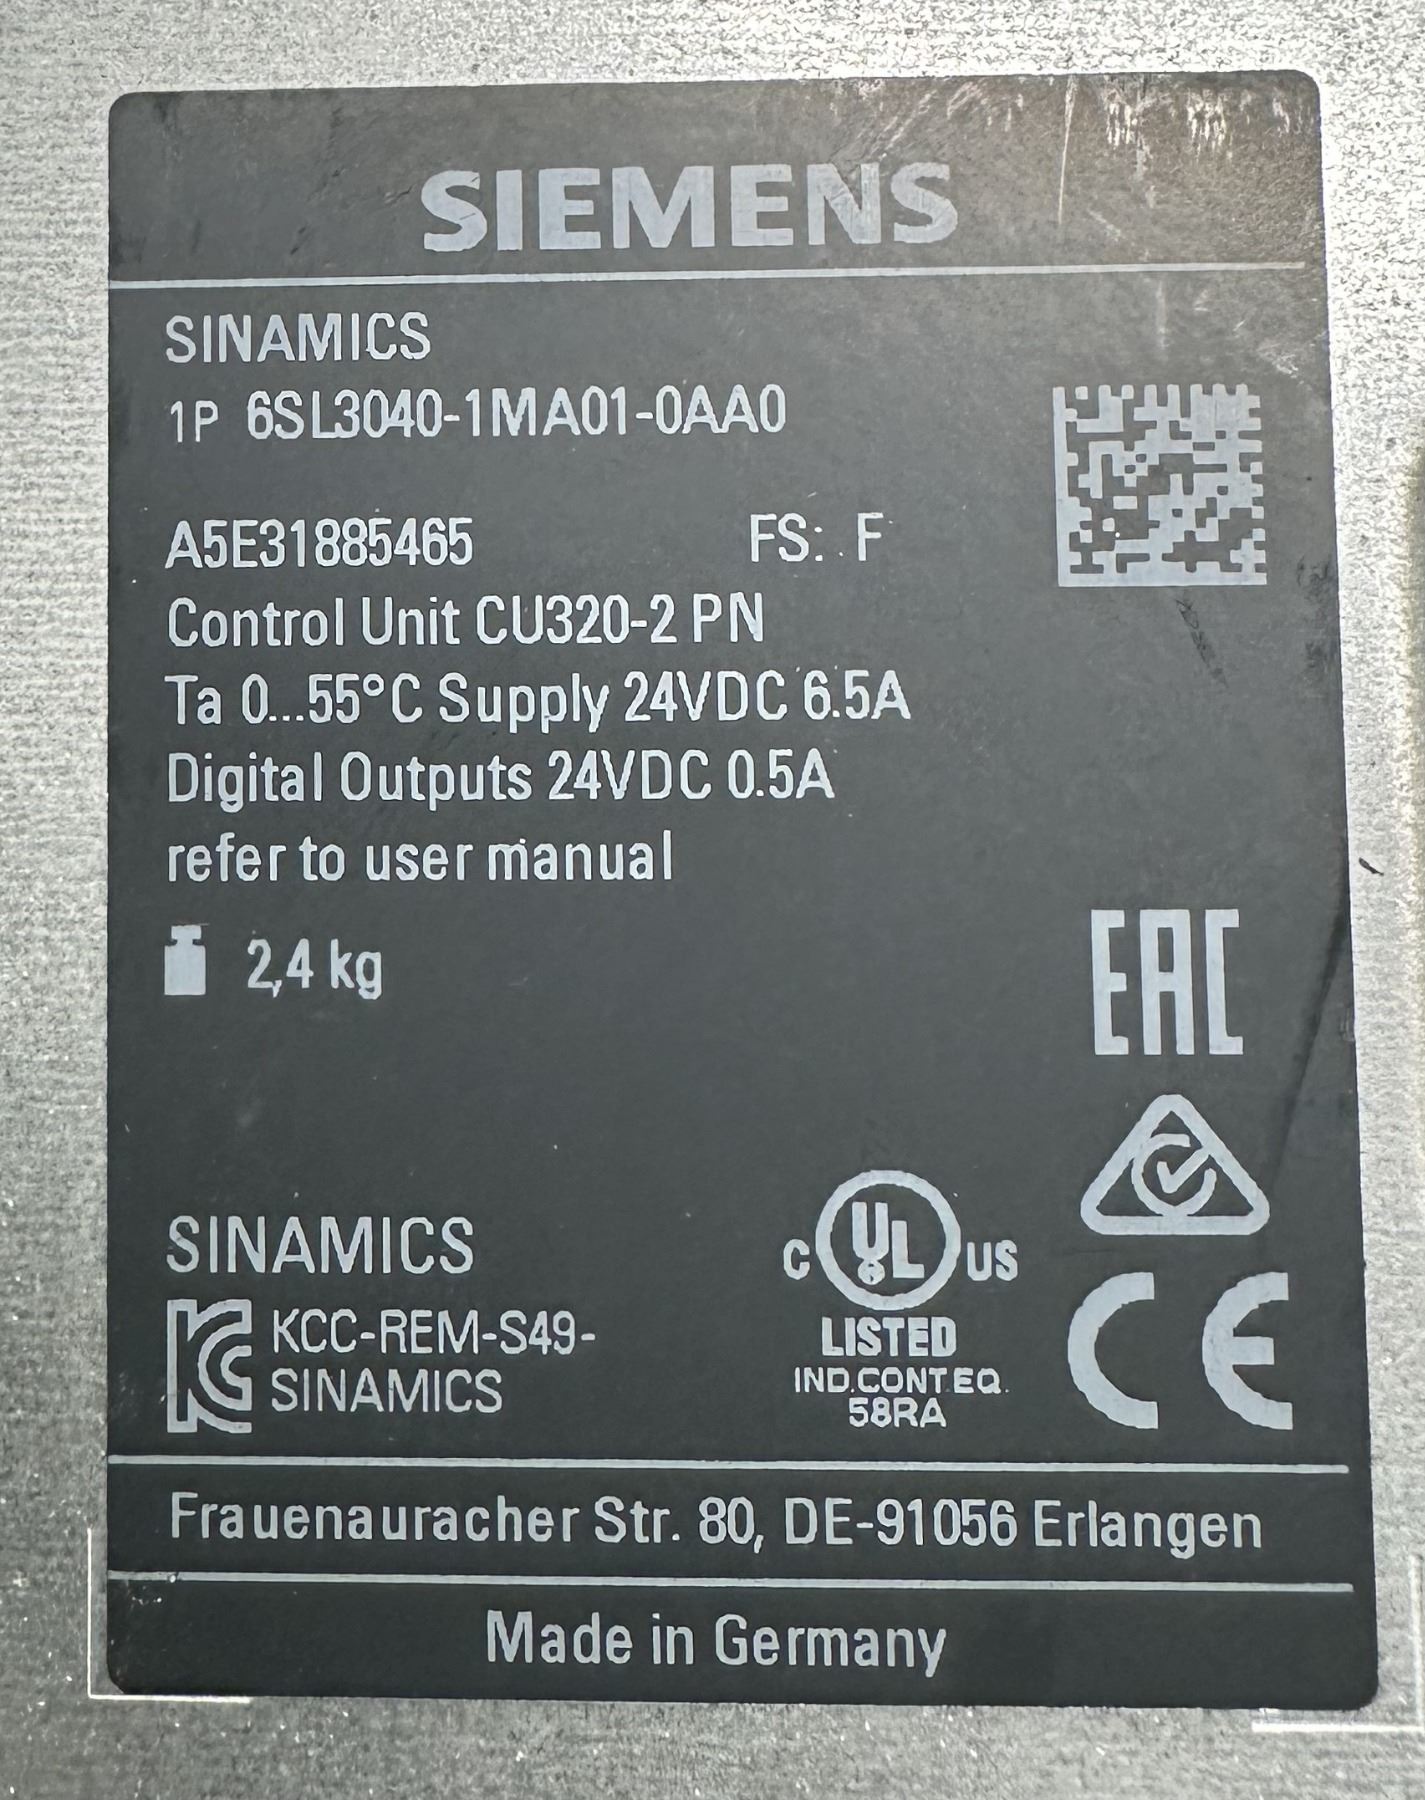 SIEMENS
SINAMICS
1P 6SL3040-1MA01-0AA0
A5E31885465 FS: F
Control Unit CU320-2 PN
Ta 0...55°C Supply 24VDC 6.5A
Digital Outputs 24VDC 0.5A
refer to user manual
2,4 kg
EAC
SINAMICS
KCC-REM-S49-
SINAMICS
C UL US
LISTED
IND.CONT.EQ.
58RA
CE
Frauenauracher Str. 80, DE-91056 Erlangen
Made in Germany